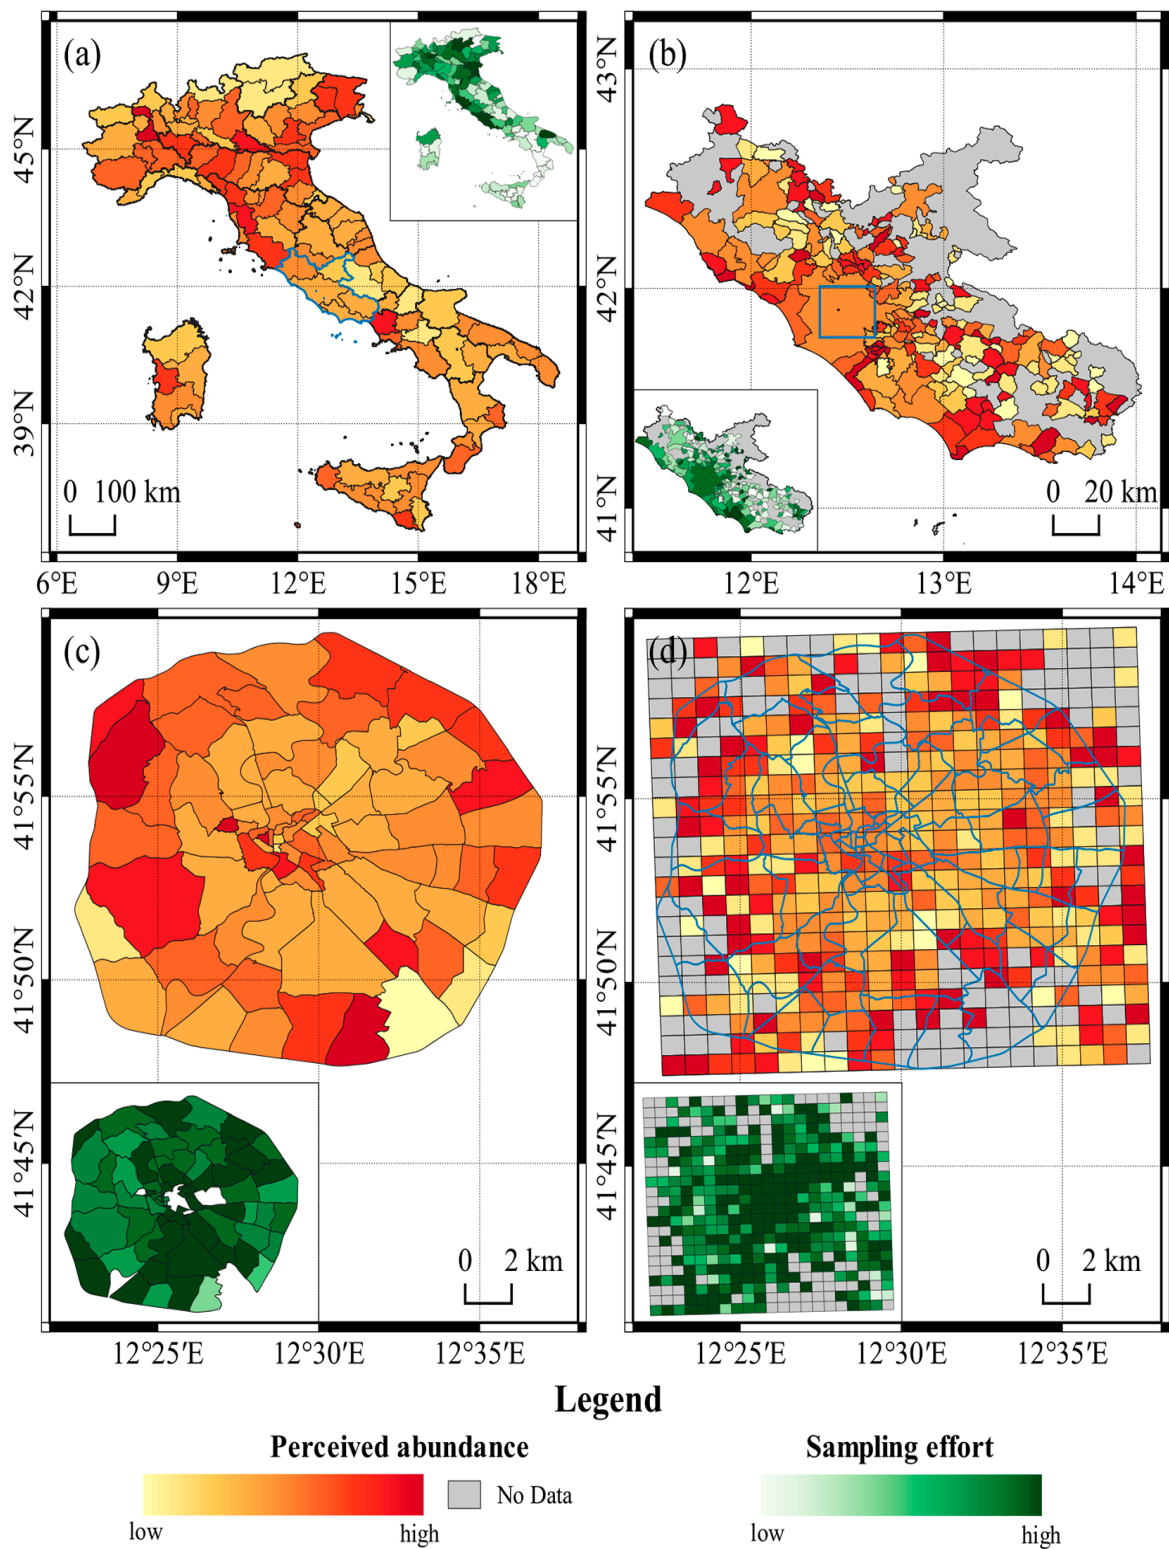 (a)
(b)
45°N
42°N
39°N
0 100 km
6°E 9°E 12°E 15°E 18°E
43°N
42°N
41°N
0 20 km
12°E 13°E 14°E
(c)
(d)
41°55′N
41°50′N
41°45′N
0 2 km
12°25′E 12°30′E 12°35′E
41°55′N
41°50′N
41°45′N
0 2 km
12°25′E 12°30′E 12°35′E
Legend
Perceived abundance
low
high
No Data
Sampling effort
low
high